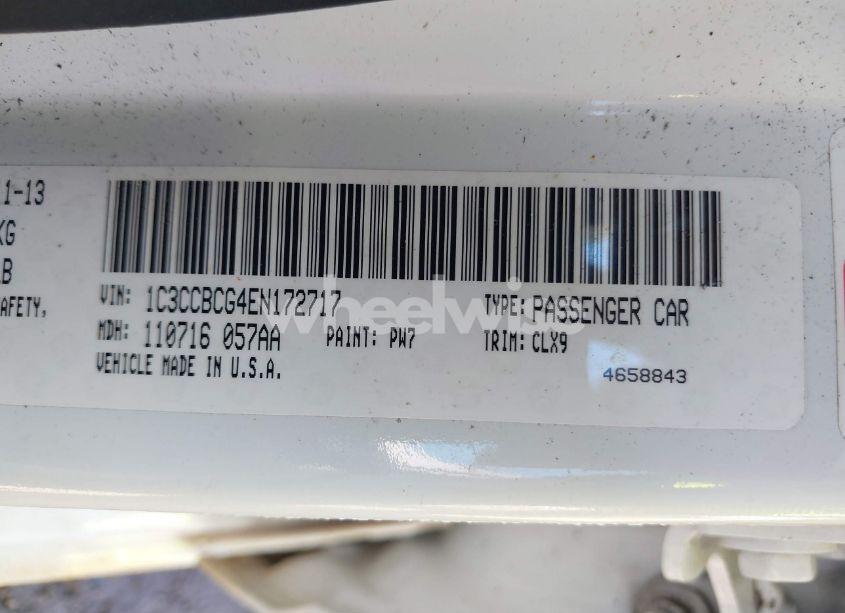 1-13
KG
LB
AFETY,
VIN: 1C3CCBCG4EN172717
TYPE: PASSENGER CAR
MDH: 110716 057AA
PAINT: PW7
TRIM: CLX9
VEHICLE MADE IN U.S.A.
4658843
wheelwise